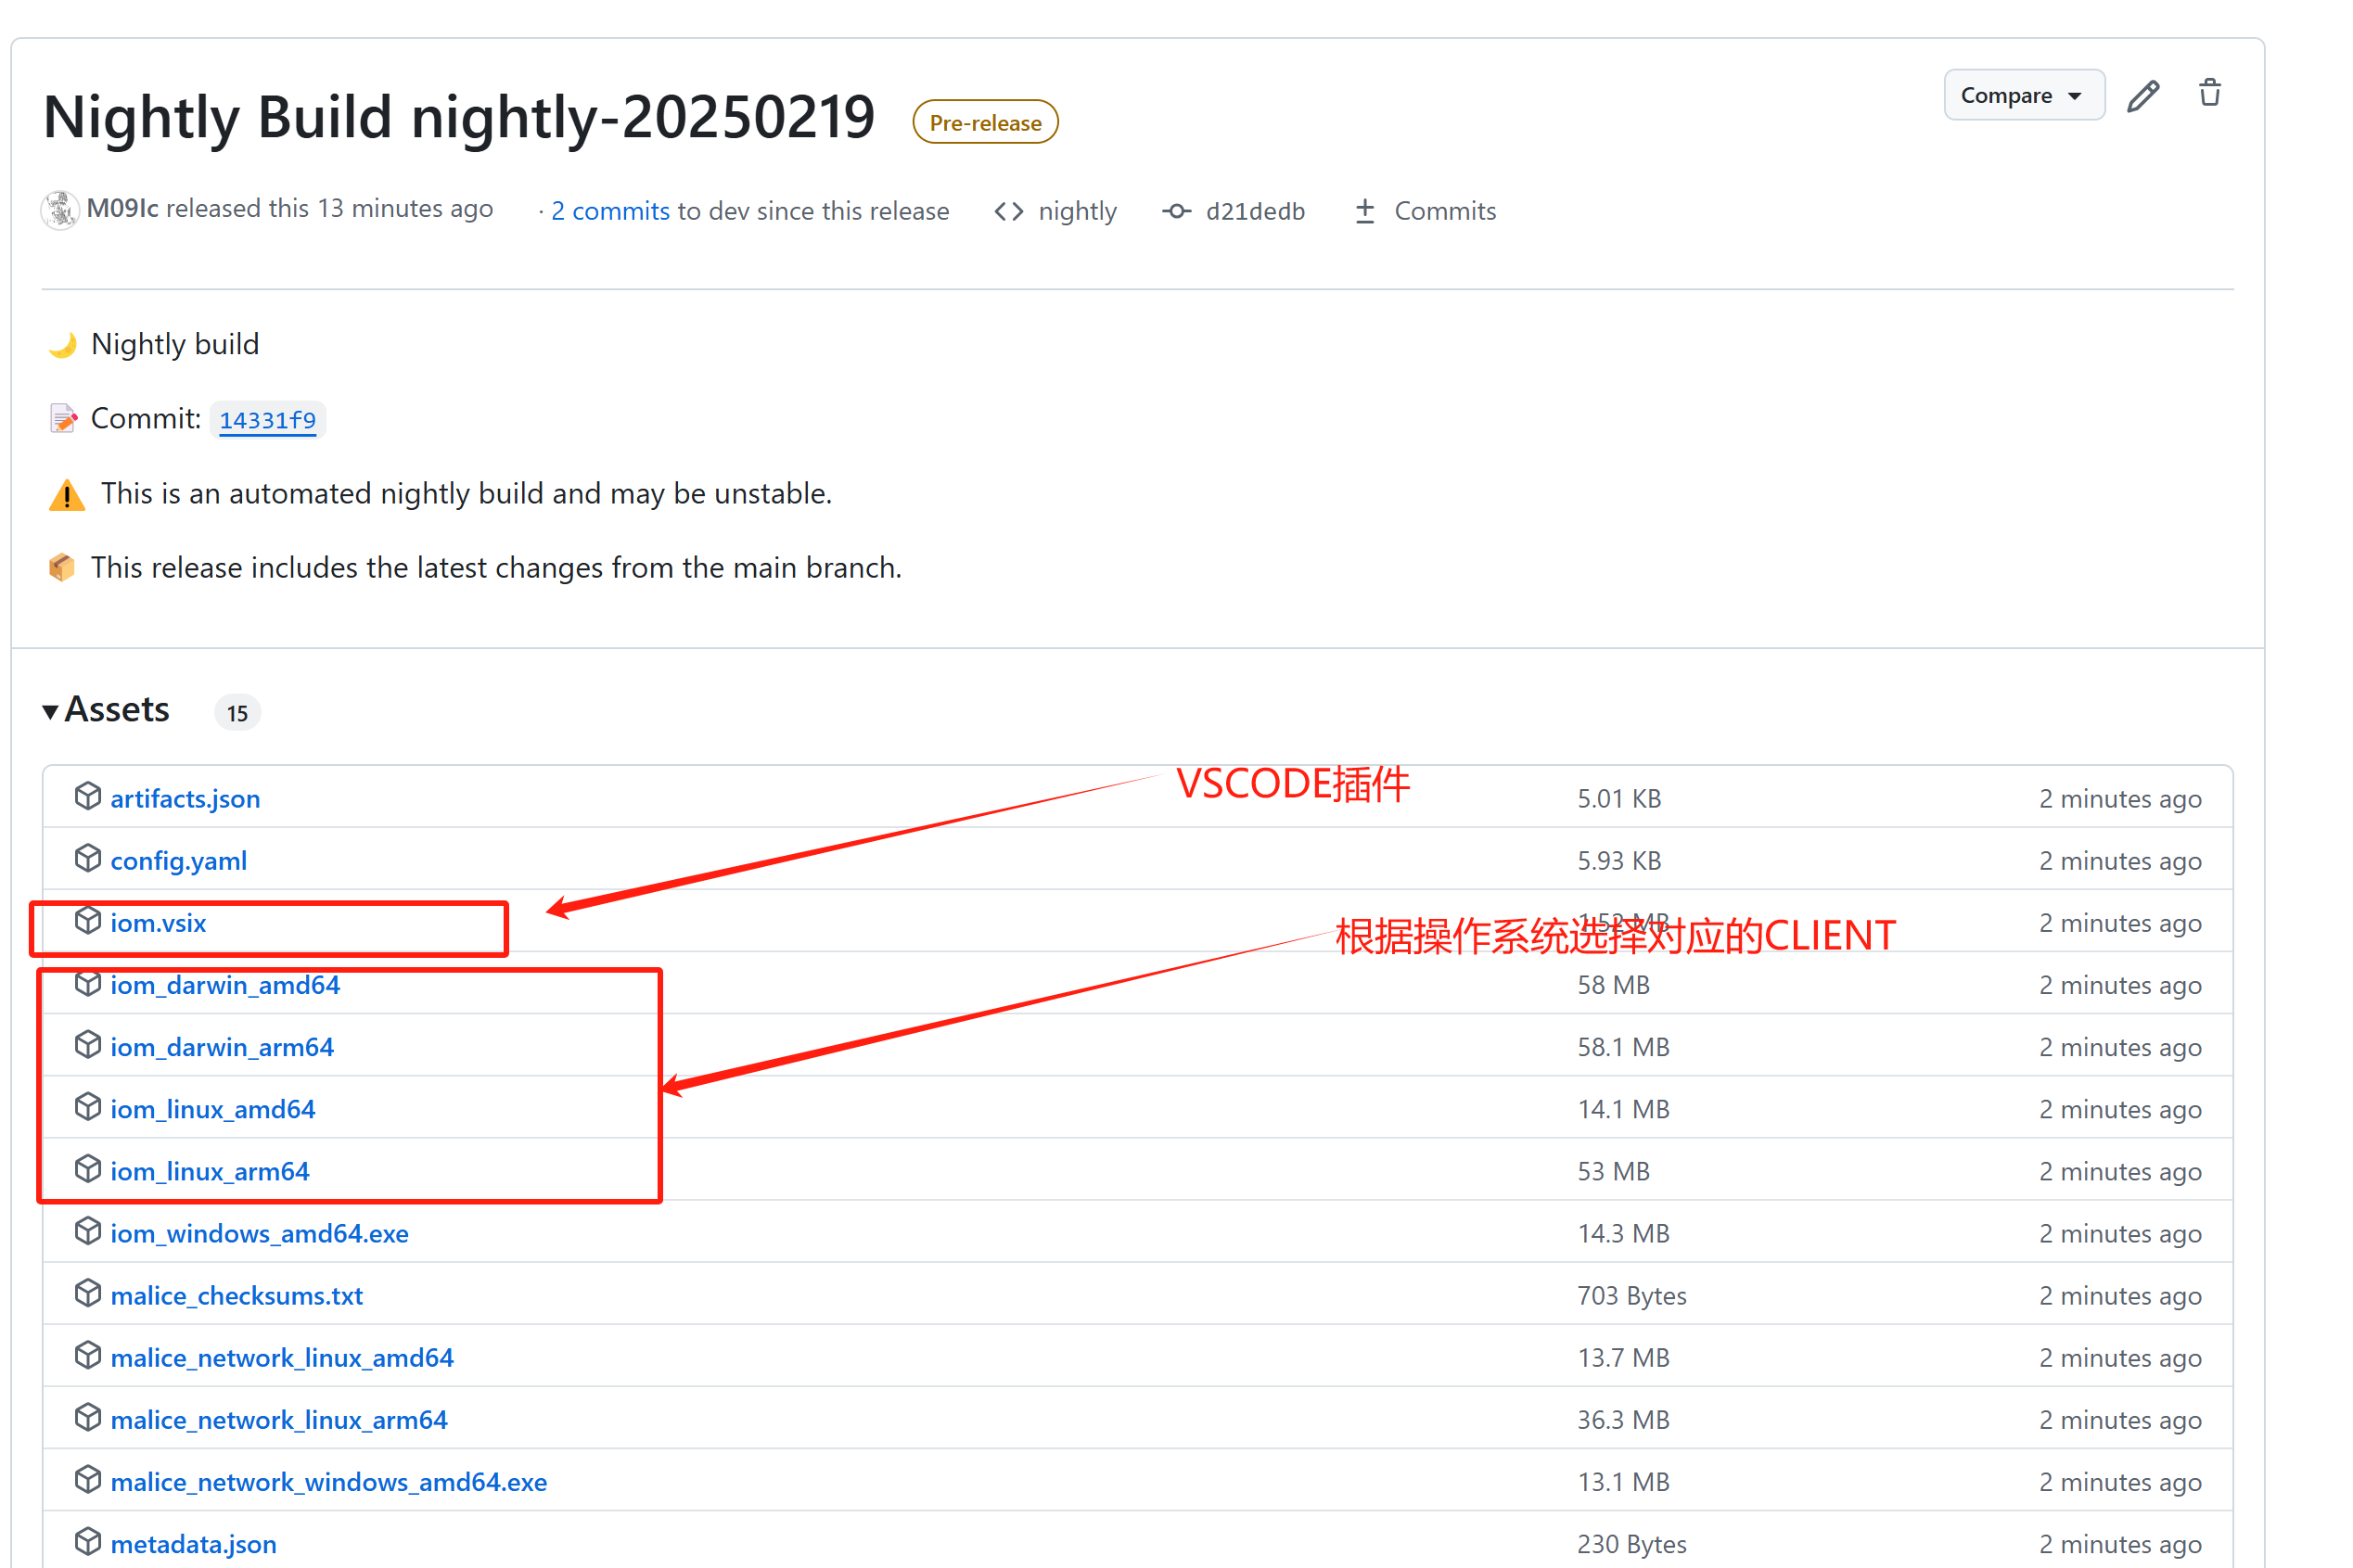 Nightly Build nightly-20250219 Pre-release Compare
M09Ic released this 13 minutes ago · 2 commits to dev since this release nightly d21dedb Commits
🌙 Nightly build
📝 Commit: 14331f9
⚠️ This is an automated nightly build and may be unstable.
📦 This release includes the latest changes from the main branch.
Assets 15
VSCODE插件
artifacts.json 5.01 KB 2 minutes ago
config.yaml 5.93 KB 2 minutes ago
iom.vsix 1.52 MB 2 minutes ago
根据操作系统选择对应的CLIENT
iom_darwin_amd64 58 MB 2 minutes ago
iom_darwin_arm64 58.1 MB 2 minutes ago
iom_linux_amd64 14.1 MB 2 minutes ago
iom_linux_arm64 53 MB 2 minutes ago
iom_windows_amd64.exe 14.3 MB 2 minutes ago
malice_checksums.txt 703 Bytes 2 minutes ago
malice_network_linux_amd64 13.7 MB 2 minutes ago
malice_network_linux_arm64 36.3 MB 2 minutes ago
malice_network_windows_amd64.exe 13.1 MB 2 minutes ago
metadata.json 230 Bytes 2 minutes ago